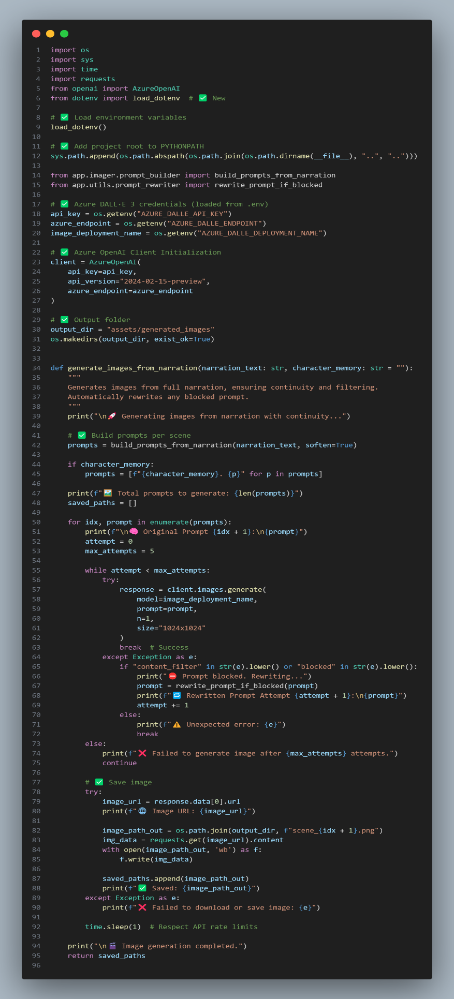 1 import os
2 import sys
3 import time
4 import requests
5 from openai import AzureOpenAI
6 from dotenv import load_dotenv  # ✅ New
7
8 # ✅ Load environment variables
9 load_dotenv()
10
11 # ✅ Add project root to PYTHONPATH
12 sys.path.append(os.path.abspath(os.path.join(os.path.dirname(__file__), "..", "..")))
13
14 from app.imager.prompt_builder import build_prompts_from_narration
15 from app.utils.prompt_rewriter import rewrite_prompt_if_blocked
16
17 # ✅ Azure DALL·E 3 credentials (loaded from .env)
18 api_key = os.getenv("AZURE_DALLE_API_KEY")
19 azure_endpoint = os.getenv("AZURE_DALLE_ENDPOINT")
20 image_deployment_name = os.getenv("AZURE_DALLE_DEPLOYMENT_NAME")
21
22 # ✅ Azure OpenAI Client Initialization
23 client = AzureOpenAI(
24     api_key=api_key,
25     api_version="2024-02-15-preview",
26     azure_endpoint=azure_endpoint
27 )
28
29 # ✅ Output folder
30 output_dir = "assets/generated_images"
31 os.makedirs(output_dir, exist_ok=True)
32
33
34 def generate_images_from_narration(narration_text: str, character_memory: str = ""):
35     """
36     Generates images from full narration, ensuring continuity and filtering.
37     Automatically rewrites any blocked prompt.
38     """
39     print("\n🚀 Generating images from narration with continuity...")
40
41     # ✅ Build prompts per scene
42     prompts = build_prompts_from_narration(narration_text, soften=True)
43
44     if character_memory:
45         prompts = [f"{character_memory}. {p}" for p in prompts]
46
47     print(f"🖼️ Total prompts to generate: {len(prompts)}")
48     saved_paths = []
49
50     for idx, prompt in enumerate(prompts):
51         print(f"\n🧠 Original Prompt {idx + 1}:\n{prompt}")
52         attempt = 0
53         max_attempts = 5
54
55         while attempt < max_attempts:
56             try:
57                 response = client.images.generate(
58                     model=image_deployment_name,
59                     prompt=prompt,
60                     n=1,
61                     size="1024x1024"
62                 )
63                 break  # Success
64             except Exception as e:
65                 if "content_filter" in str(e).lower() or "blocked" in str(e).lower():
66                     print("⛔ Prompt blocked. Rewriting...")
67                     prompt = rewrite_prompt_if_blocked(prompt)
68                     print(f"🔁 Rewritten Prompt Attempt {attempt + 1}:\n{prompt}")
69                     attempt += 1
70                 else:
71                     print(f"⚠️ Unexpected error: {e}")
72                     break
73         else:
74             print(f"❌ Failed to generate image after {max_attempts} attempts.")
75             continue
76
77         # ✅ Save image
78         try:
79             image_url = response.data[0].url
80             print(f"🌐 Image URL: {image_url}")
81
82             image_path_out = os.path.join(output_dir, f"scene_{idx + 1}.png")
83             img_data = requests.get(image_url).content
84             with open(image_path_out, 'wb') as f:
85                 f.write(img_data)
86
87             saved_paths.append(image_path_out)
88             print(f"✅ Saved: {image_path_out}")
89         except Exception as e:
90             print(f"❌ Failed to download or save image: {e}")
91
92         time.sleep(1)  # Respect API rate limits
93
94     print("\n🎬 Image generation completed.")
95     return saved_paths
96